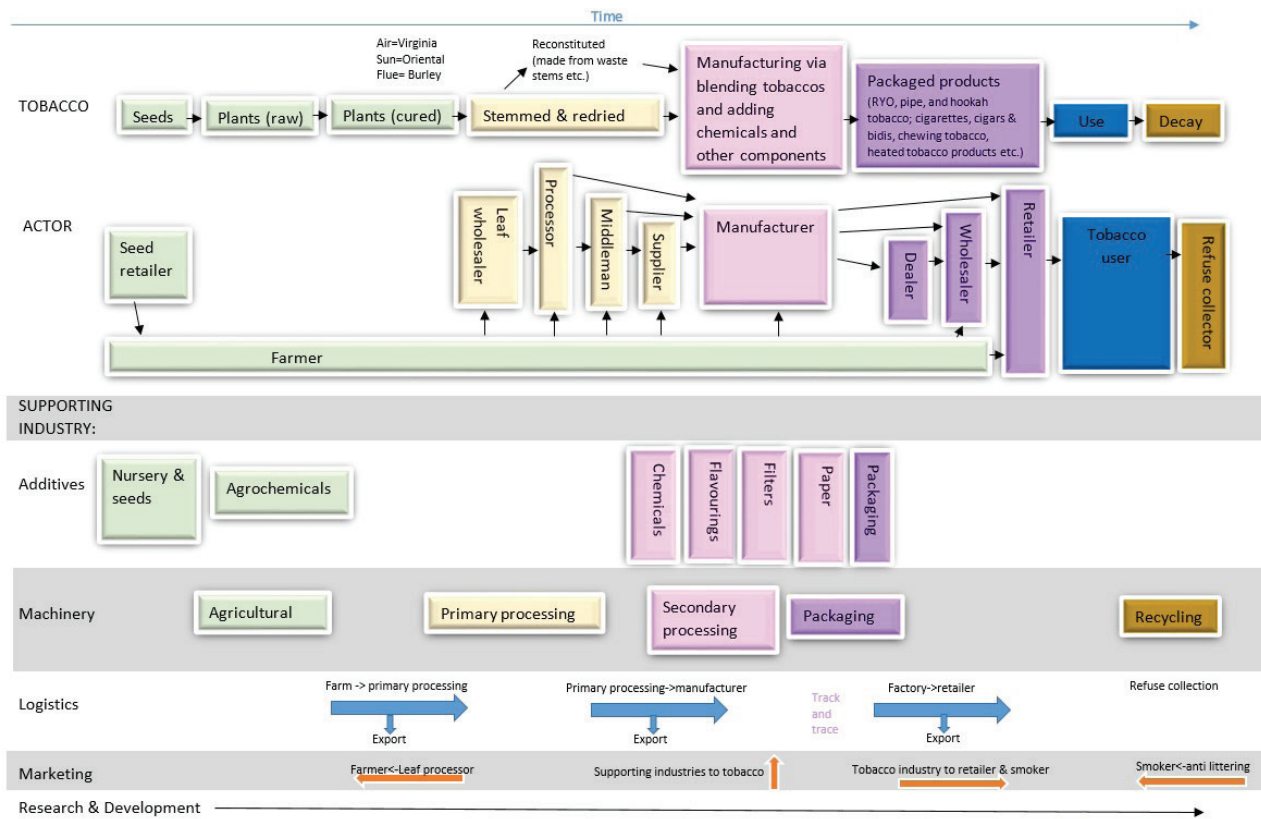 Time
Air=Virginia
Sun=Oriental
Flue= Burley
Reconstituted
(made from waste
stems etc.)
TOBACCO
Seeds
Plants (raw)
Plants (cured)
Stemmed & redried
Manufacturing via
blending tobaccos
and adding
chemicals and
other components
Packaged products
(RYO, pipe, and hookah
tobacco; cigarettes, cigars &
bidis, chewing tobacco,
heated tobacco products etc.)
Use
Decay
ACTOR
Seed
retailer
Leaf
wholesaler
Processor
Middleman
Supplier
Manufacturer
Dealer
Wholesaler
Retailer
Tobacco
user
Refuse collector
Farmer
SUPPORTING
INDUSTRY:
Additives
Nursery &
seeds
Agrochemicals
Chemicals
Flavourings
Filters
Paper
Packaging
Machinery
Agricultural
Primary processing
Secondary
processing
Packaging
Recycling
Logistics
Farm -> primary processing
Export
Primary processing->manufacturer
Export
Track
and
trace
Factory->retailer
Export
Refuse collection
Marketing
Farmer<-Leaf processor
Supporting industries to tobacco
Tobacco industry to retailer & smoker
Smoker<-anti littering
Research & Development